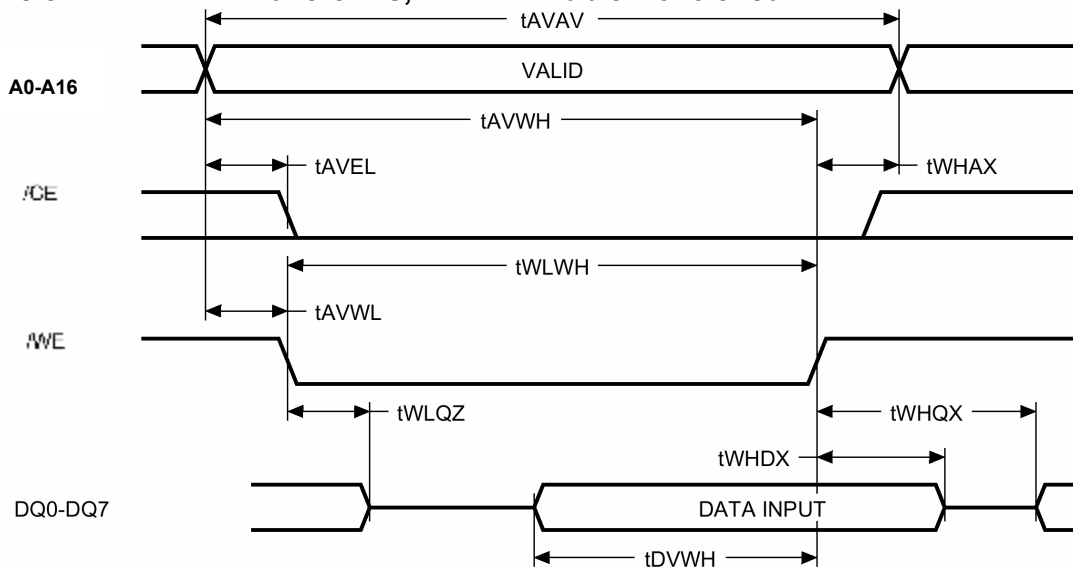 tAVAV
A0-A16
VALID
tAVWH
tAVEL
tWHAX
/CE
tWLWH
tAVWL
/WE
tWLQZ
tWHQX
tWHDX
DQ0-DQ7
DATA INPUT
tDVWH